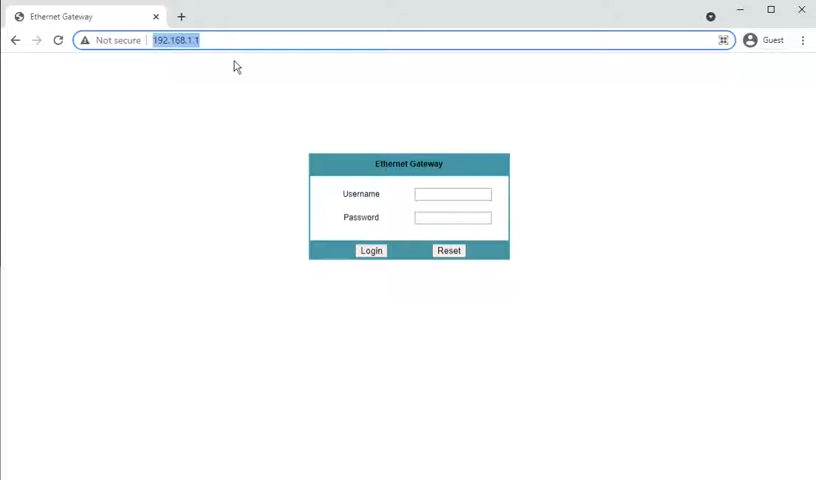 Ethernet Gateway
Not secure 192.168.1.1 Guest
Ethernet Gateway
Username
Password
Login Reset